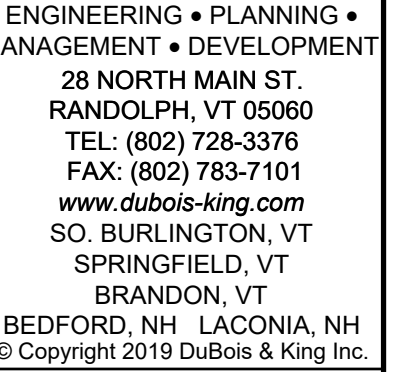 ENGINEERING • PLANNING •
ANAGEMENT • DEVELOPMENT
28 NORTH MAIN ST.
RANDOLPH, VT 05060
TEL: (802) 728-3376
FAX: (802) 783-7101
www.dubois-king.com
SO. BURLINGTON, VT
SPRINGFIELD, VT
BRANDON, VT
BEDFORD, NH LACONIA, NH
© Copyright 2019 DuBois & King Inc.